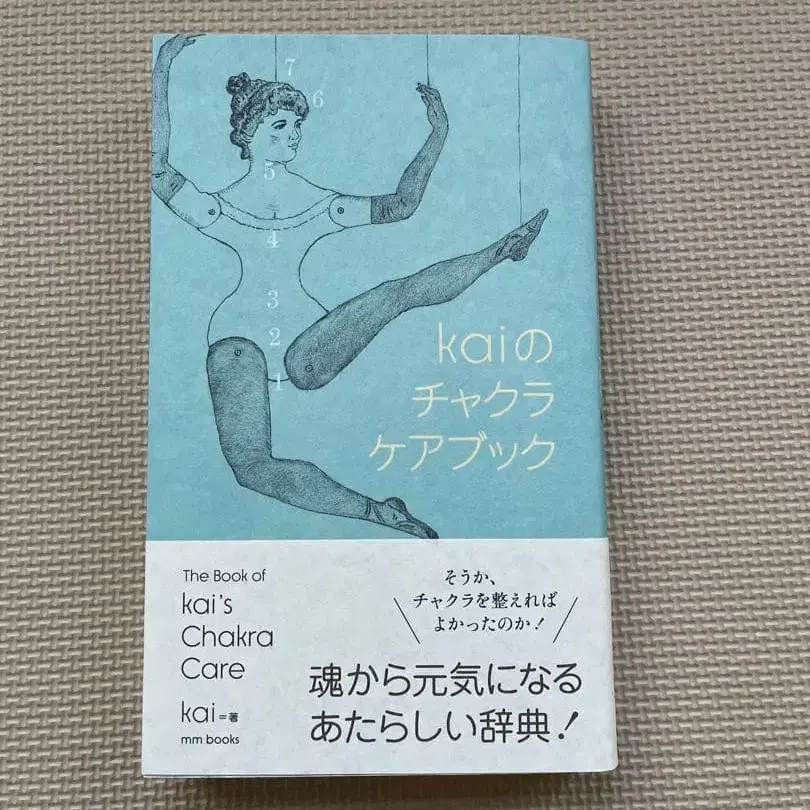 7
6
5
4
3
2
1
kaiの
チャクラ
ケアブック
The Book of
kai's
Chakra
Care
kai=著
mm books
そうか、
チャクラを整えれば
よかったのか!
魂から元気になる
あたらしい辞典!